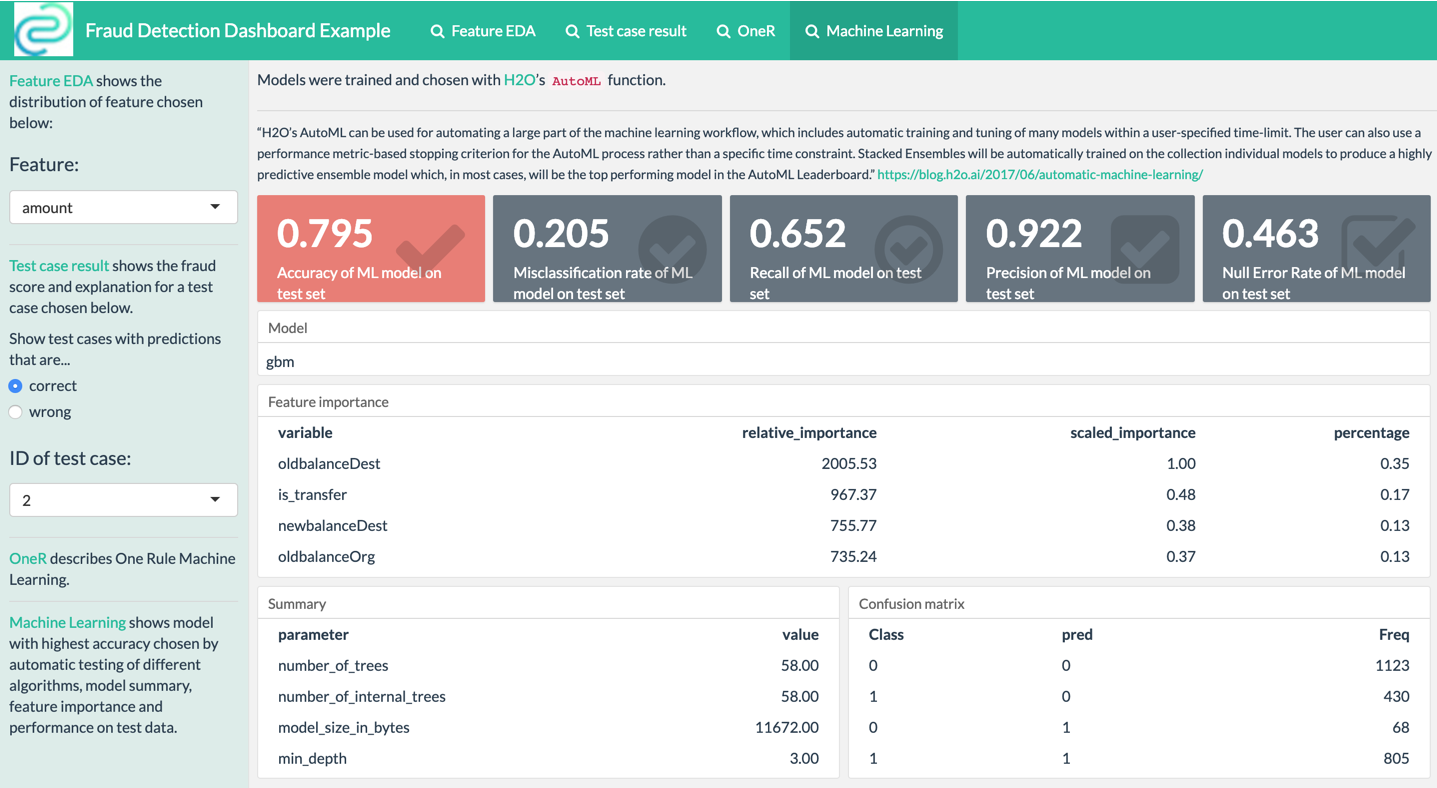 Fraud Detection Dashboard Example
Feature EDA
Test case result
OneR
Machine Learning
Feature EDA shows the
distribution of feature chosen
below:
Feature:
amount
Test case result shows the fraud
score and explanation for a test
case chosen below.
Show test cases with predictions
that are...
correct
wrong
ID of test case:
2
OneR describes One Rule Machine
Learning.
Machine Learning shows model
with highest accuracy chosen by
automatic testing of different
algorithms, model summary,
feature importance and
performance on test data.
Models were trained and chosen with H2O's AutoML function.
“H2O's AutoML can be used for automating a large part of the machine learning workflow, which includes automatic training and tuning of many models within a user-specified time-limit. The user can also use a
performance metric-based stopping criterion for the AutoML process rather than a specific time constraint. Stacked Ensembles will be automatically trained on the collection individual models to produce a highly
predictive ensemble model which, in most cases, will be the top performing model in the AutoML Leaderboard.” https://blog.h2o.ai/2017/06/automatic-machine-learning/
0.795
Accuracy of ML model on
test set
0.205
Misclassification rate of ML
model on test set
0.652
Recall of ML model on test
set
0.922
Precision of ML model on
test set
0.463
Null Error Rate of ML model
on test set
Model
gbm
Feature importance
variable relative_importance scaled_importance percentage
oldbalanceDest 2005.53 1.00 0.35
is_transfer 967.37 0.48 0.17
newbalanceDest 755.77 0.38 0.13
oldbalanceOrg 735.24 0.37 0.13
Summary
parameter value
number_of_trees 58.00
number_of_internal_trees 58.00
model_size_in_bytes 11672.00
min_depth 3.00
Confusion matrix
Class pred Freq
0 0 1123
1 0 430
0 1 68
1 1 805